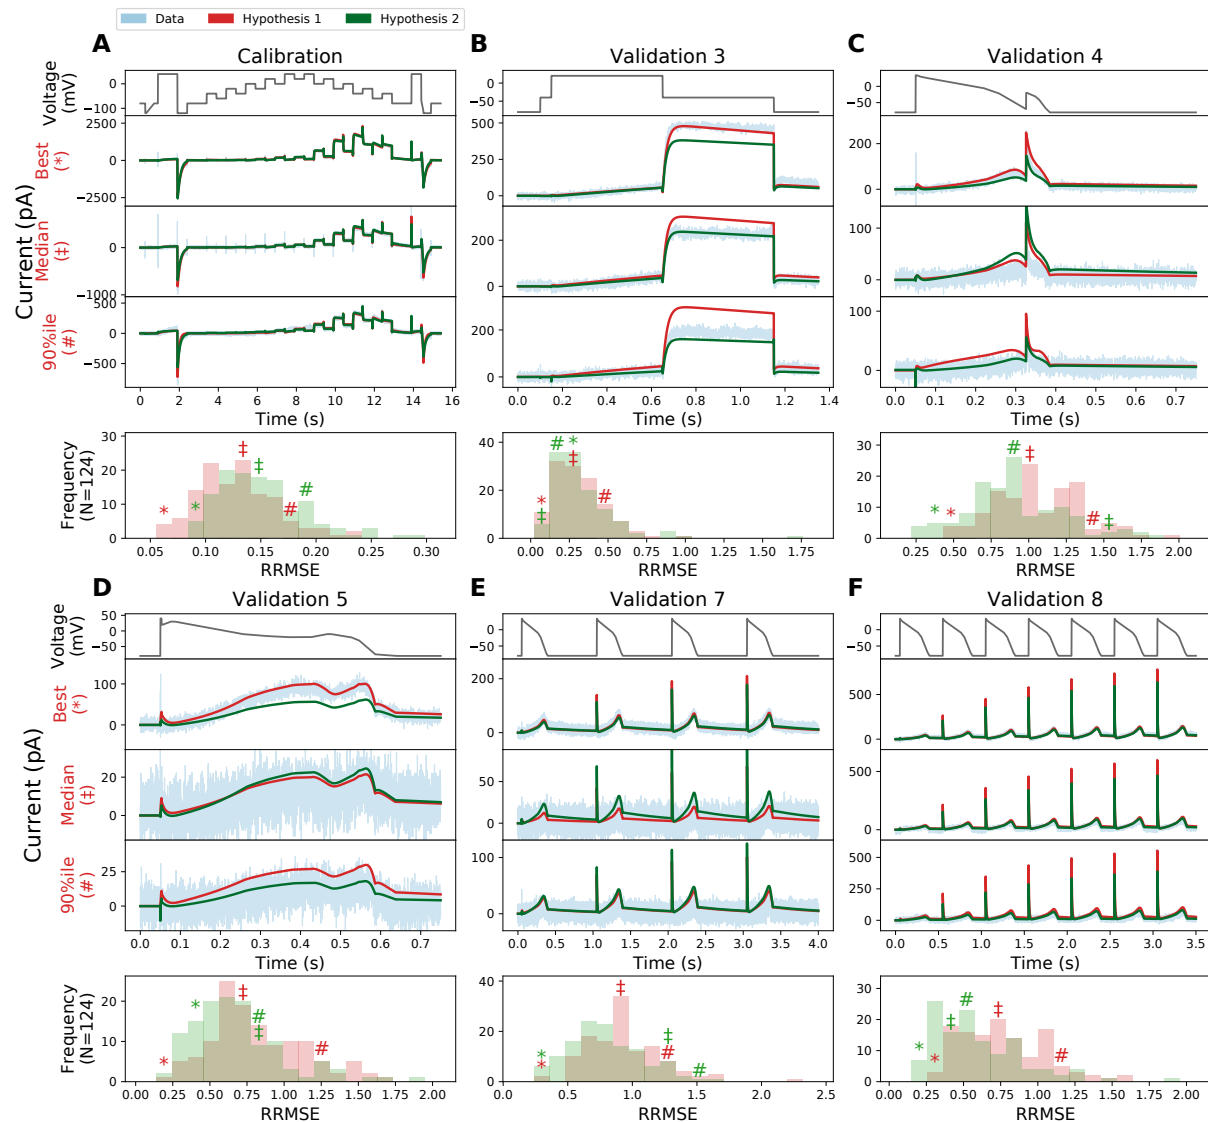 Data Hypothesis 1 Hypothesis 2
A Calibration
B Validation 3
C Validation 4
Voltage
(mV)
0
−100
0
−50
0
−50
Current (pA)
Best
(*)
2500
0
−2500
500
250
0
200
0
Median
(‡)
0
−1000
200
0
100
0
90%ile
(#)
500
0
−500
200
0
100
0
0 2 4 6 8 10 12 14 16
0.0 0.2 0.4 0.6 0.8 1.0 1.2 1.4
0.0 0.1 0.2 0.3 0.4 0.5 0.6 0.7
Time (s) Time (s) Time (s)
Frequency
(N=124)
30
20
10
0
* * ‡ ‡ # #
40
20
0
* ‡ # * ‡ #
30
20
10
0
* * # ‡ # ‡
0.05 0.10 0.15 0.20 0.25 0.30
0.00 0.25 0.50 0.75 1.00 1.25 1.50 1.75
0.25 0.50 0.75 1.00 1.25 1.50 1.75 2.00
RRMSE RRMSE RRMSE
D Validation 5
E Validation 7
F Validation 8
Voltage
(mV)
50
0
−50
0
−50
0
−50
Current (pA)
Best
(*)
100
50
0
200
0
500
0
Median
(‡)
20
0
50
0
500
0
90%ile
(#)
25
0
100
0
500
250
0
0.0 0.1 0.2 0.3 0.4 0.5 0.6 0.7
0.0 0.5 1.0 1.5 2.0 2.5 3.0 3.5 4.0
0.0 0.5 1.0 1.5 2.0 2.5 3.0 3.5
Time (s) Time (s) Time (s)
Frequency
(N=124)
20
10
0
* * ‡ # ‡ #
40
20
0
* * ‡ ‡ # #
30
20
10
0
* * ‡ # ‡ #
0.00 0.25 0.50 0.75 1.00 1.25 1.50 1.75 2.00
0.0 0.5 1.0 1.5 2.0 2.5
0.00 0.25 0.50 0.75 1.00 1.25 1.50 1.75 2.00
RRMSE RRMSE RRMSE